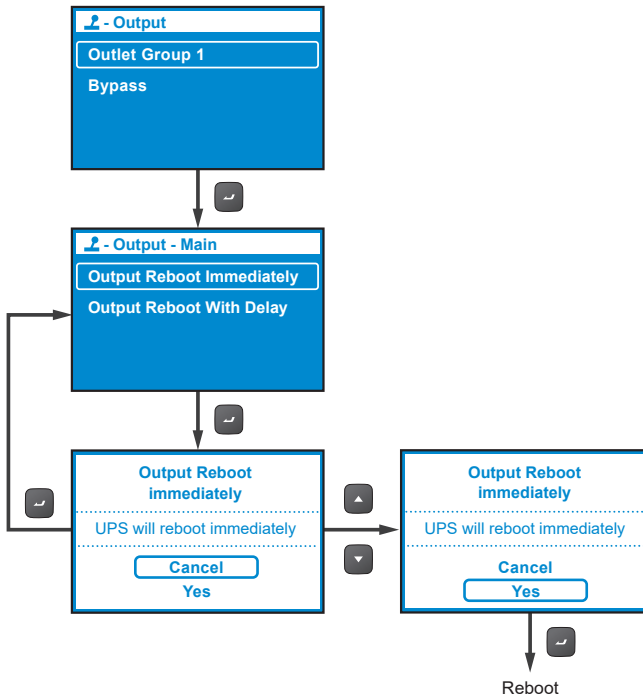 - Output
Outlet Group 1
Bypass
- Output - Main
Output Reboot Immediately
Output Reboot With Delay
Output Reboot
immediately
UPS will reboot immediately
Cancel
Yes
Output Reboot
immediately
UPS will reboot immediately
Cancel
Yes
Reboot